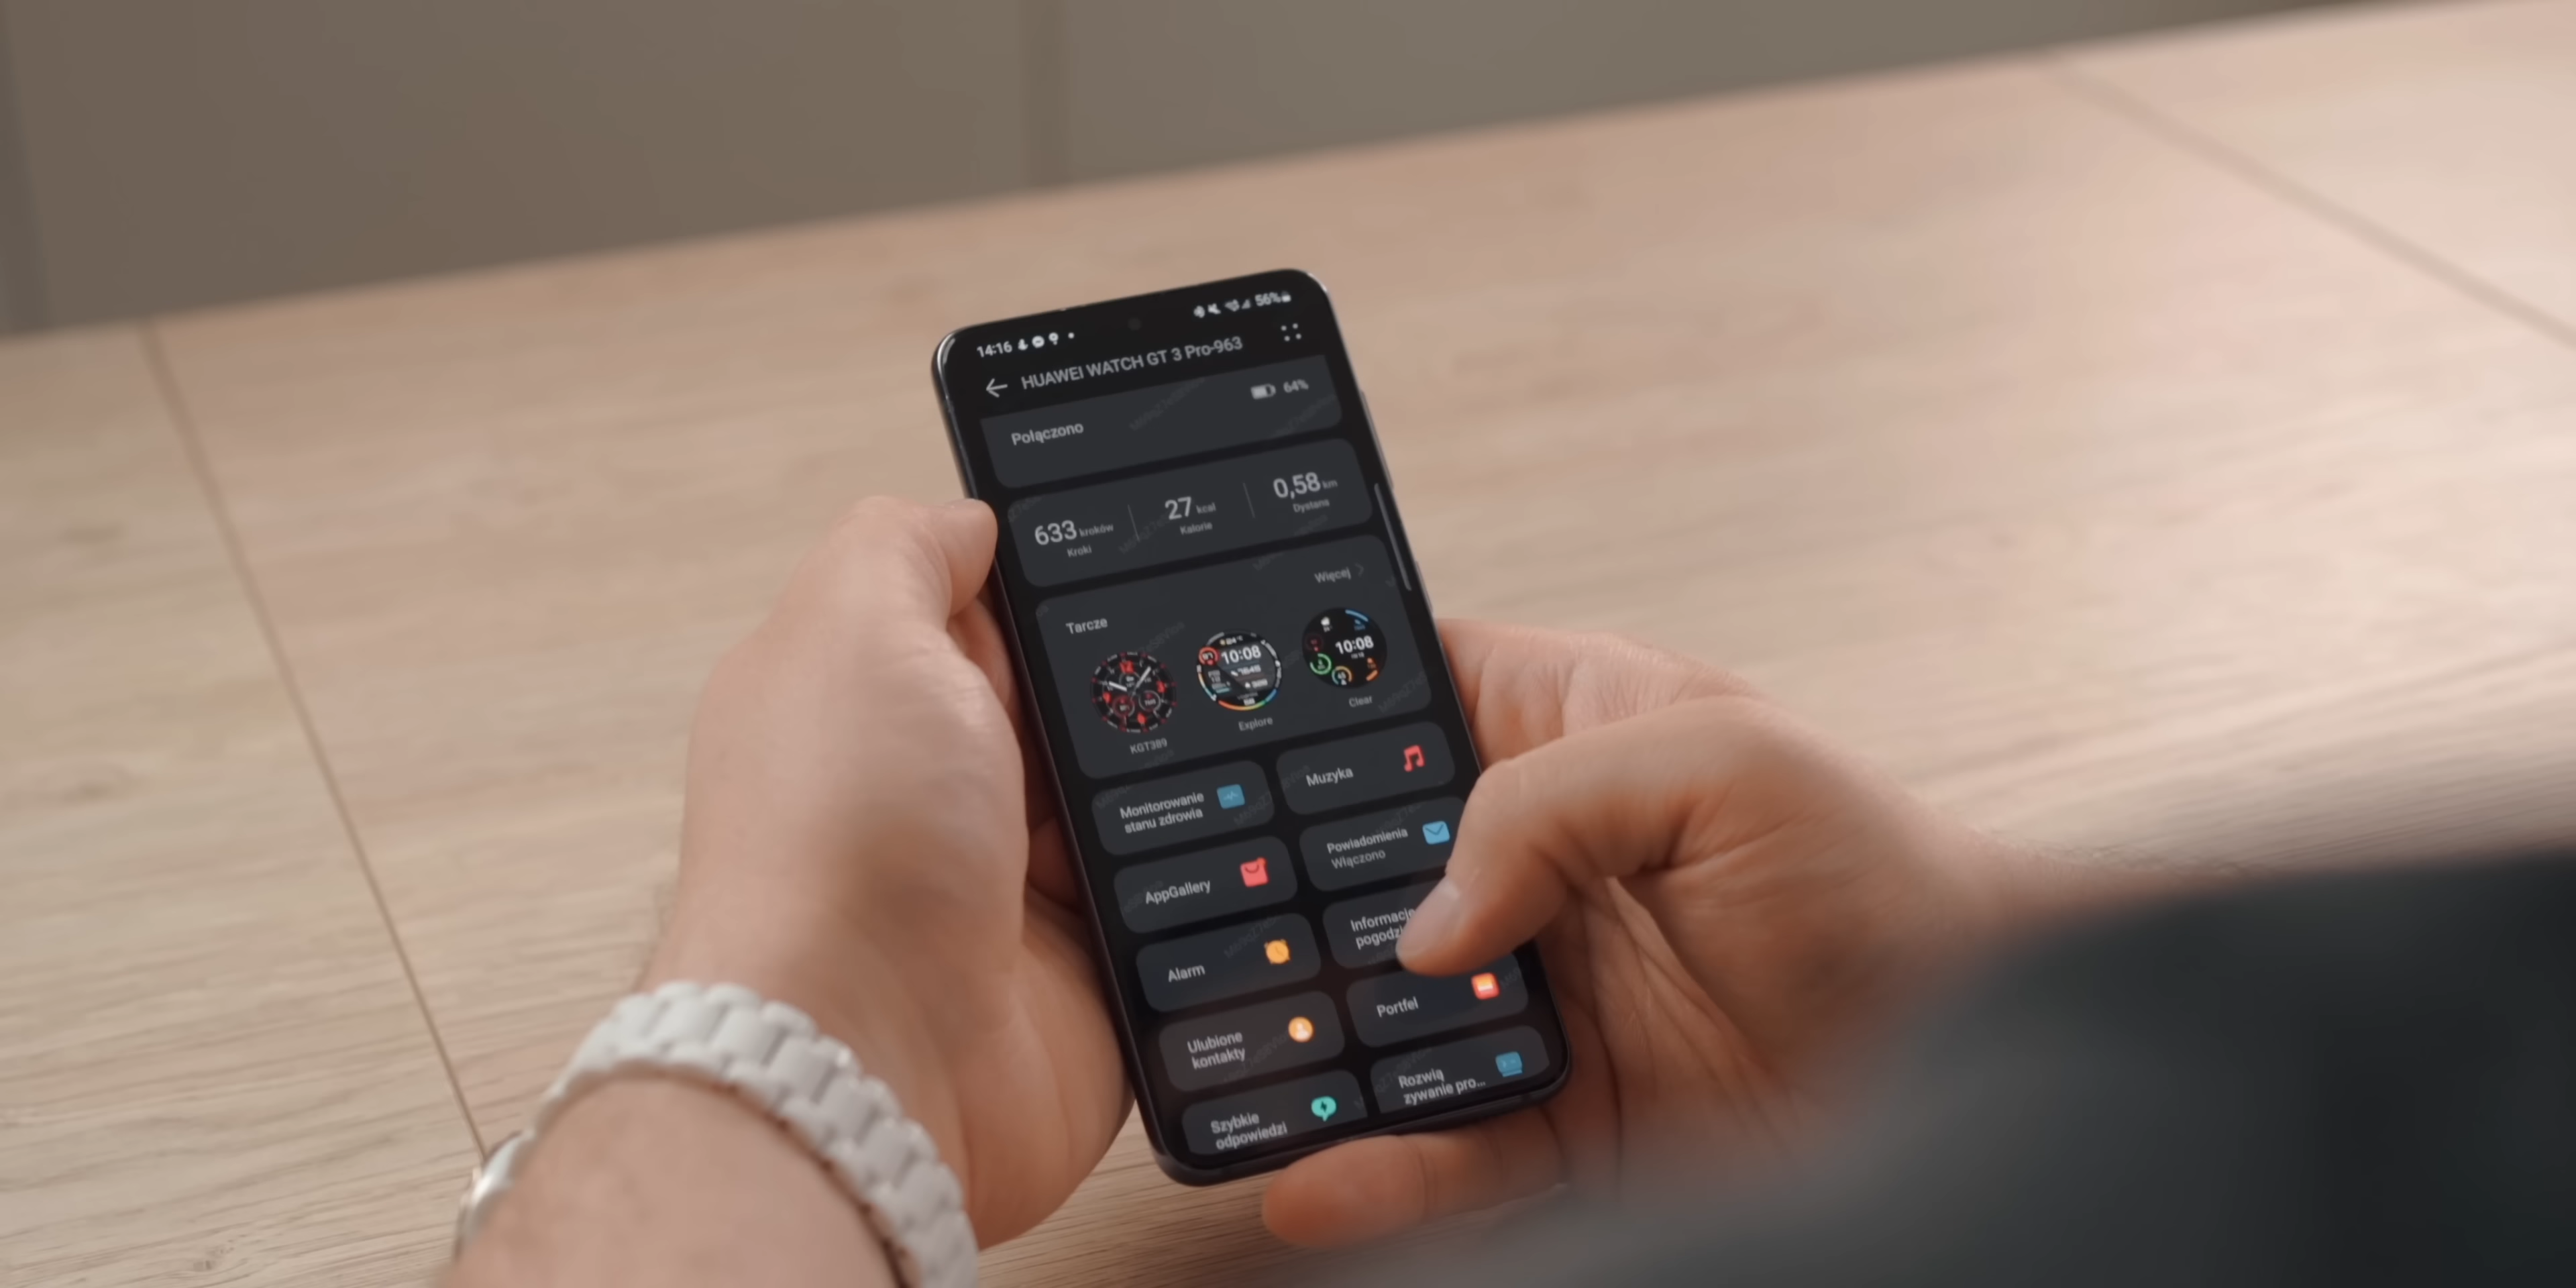 14:16
56%
HUAWEI WATCH GT 3 Pro-963
64%
Połączono
633 kroków
Kroki
27 kcal
Kalorie
0,58 km
Dystans
Więcej
Tarcze
10:08
10:08
KGT389
Explore
Clear
Monitorowanie
stanu zdrowia
Muzyka
AppGallery
Powiadomienia
Włączono
Alarm
Informacje
Ulubione
kontakty
Portfel
Szybkie
odpowiedzi
Rozwią
zywanie pro...